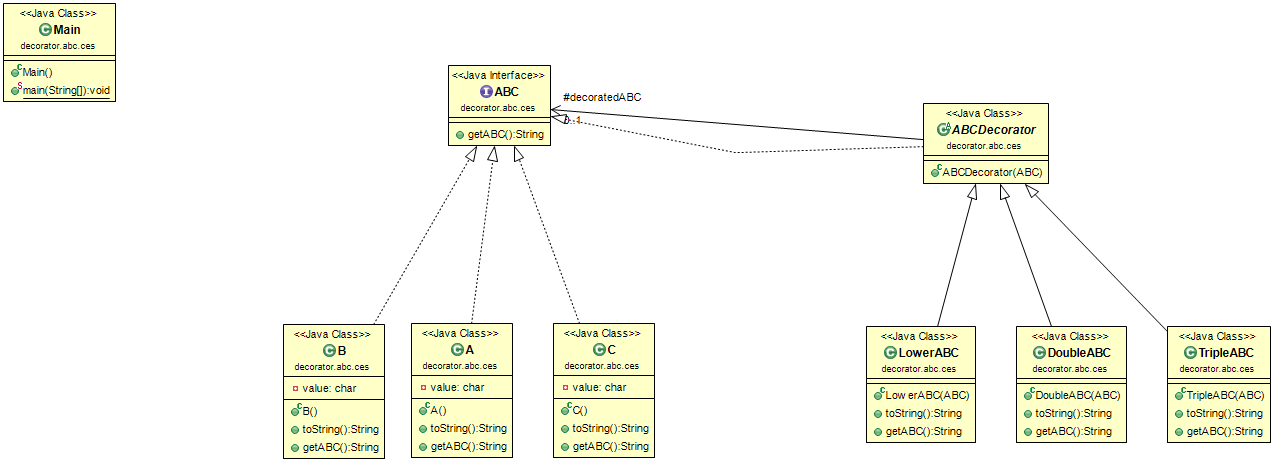 <<Java Class>>
Main
decorator.abc.ces
Main()
main(String[]):void
<<Java Interface>>
ABC
decorator.abc.ces
getABC():String
#decoratedABC
0..1
<<Java Class>>
ABCDecorator
decorator.abc.ces
ABCDecorator(ABC)
<<Java Class>>
B
decorator.abc.ces
value: char
B()
toString():String
getABC():String
<<Java Class>>
A
decorator.abc.ces
value: char
A()
toString():String
getABC():String
<<Java Class>>
C
decorator.abc.ces
value: char
C()
toString():String
getABC():String
<<Java Class>>
LowerABC
decorator.abc.ces
LowerABC(ABC)
toString():String
getABC():String
<<Java Class>>
DoubleABC
decorator.abc.ces
DoubleABC(ABC)
toString():String
getABC():String
<<Java Class>>
TripleABC
decorator.abc.ces
TripleABC(ABC)
toString():String
getABC():String